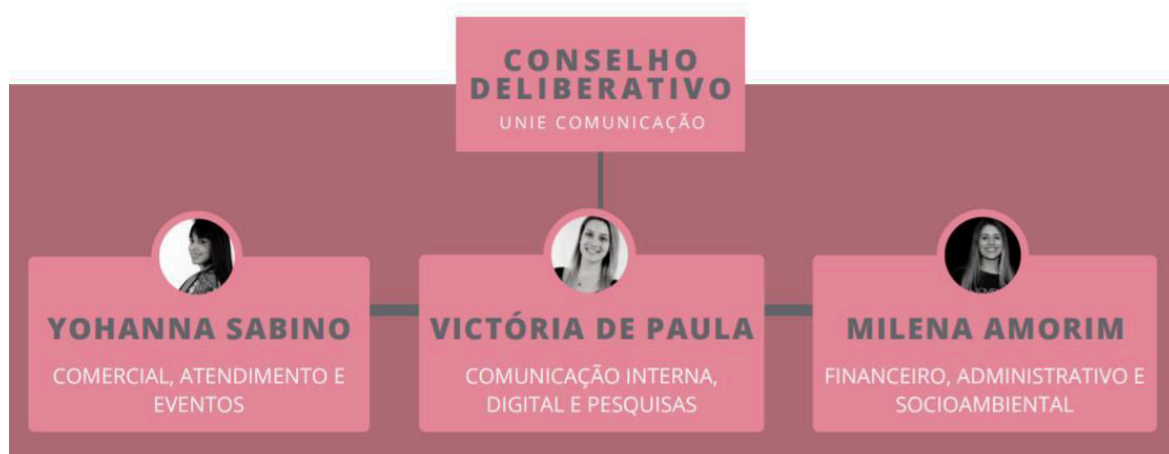 CONSELHO
DELIBERATIVO
UNIE COMUNICAÇÃO
YOHANNA SABINO
COMERCIAL, ATENDIMENTO E
EVENTOS
VICTÓRIA DE PAULA
COMUNICAÇÃO INTERNA,
DIGITAL E PESQUISAS
MILENA AMORIM
FINANCEIRO, ADMINISTRATIVO E
SOCIOAMBIENTAL